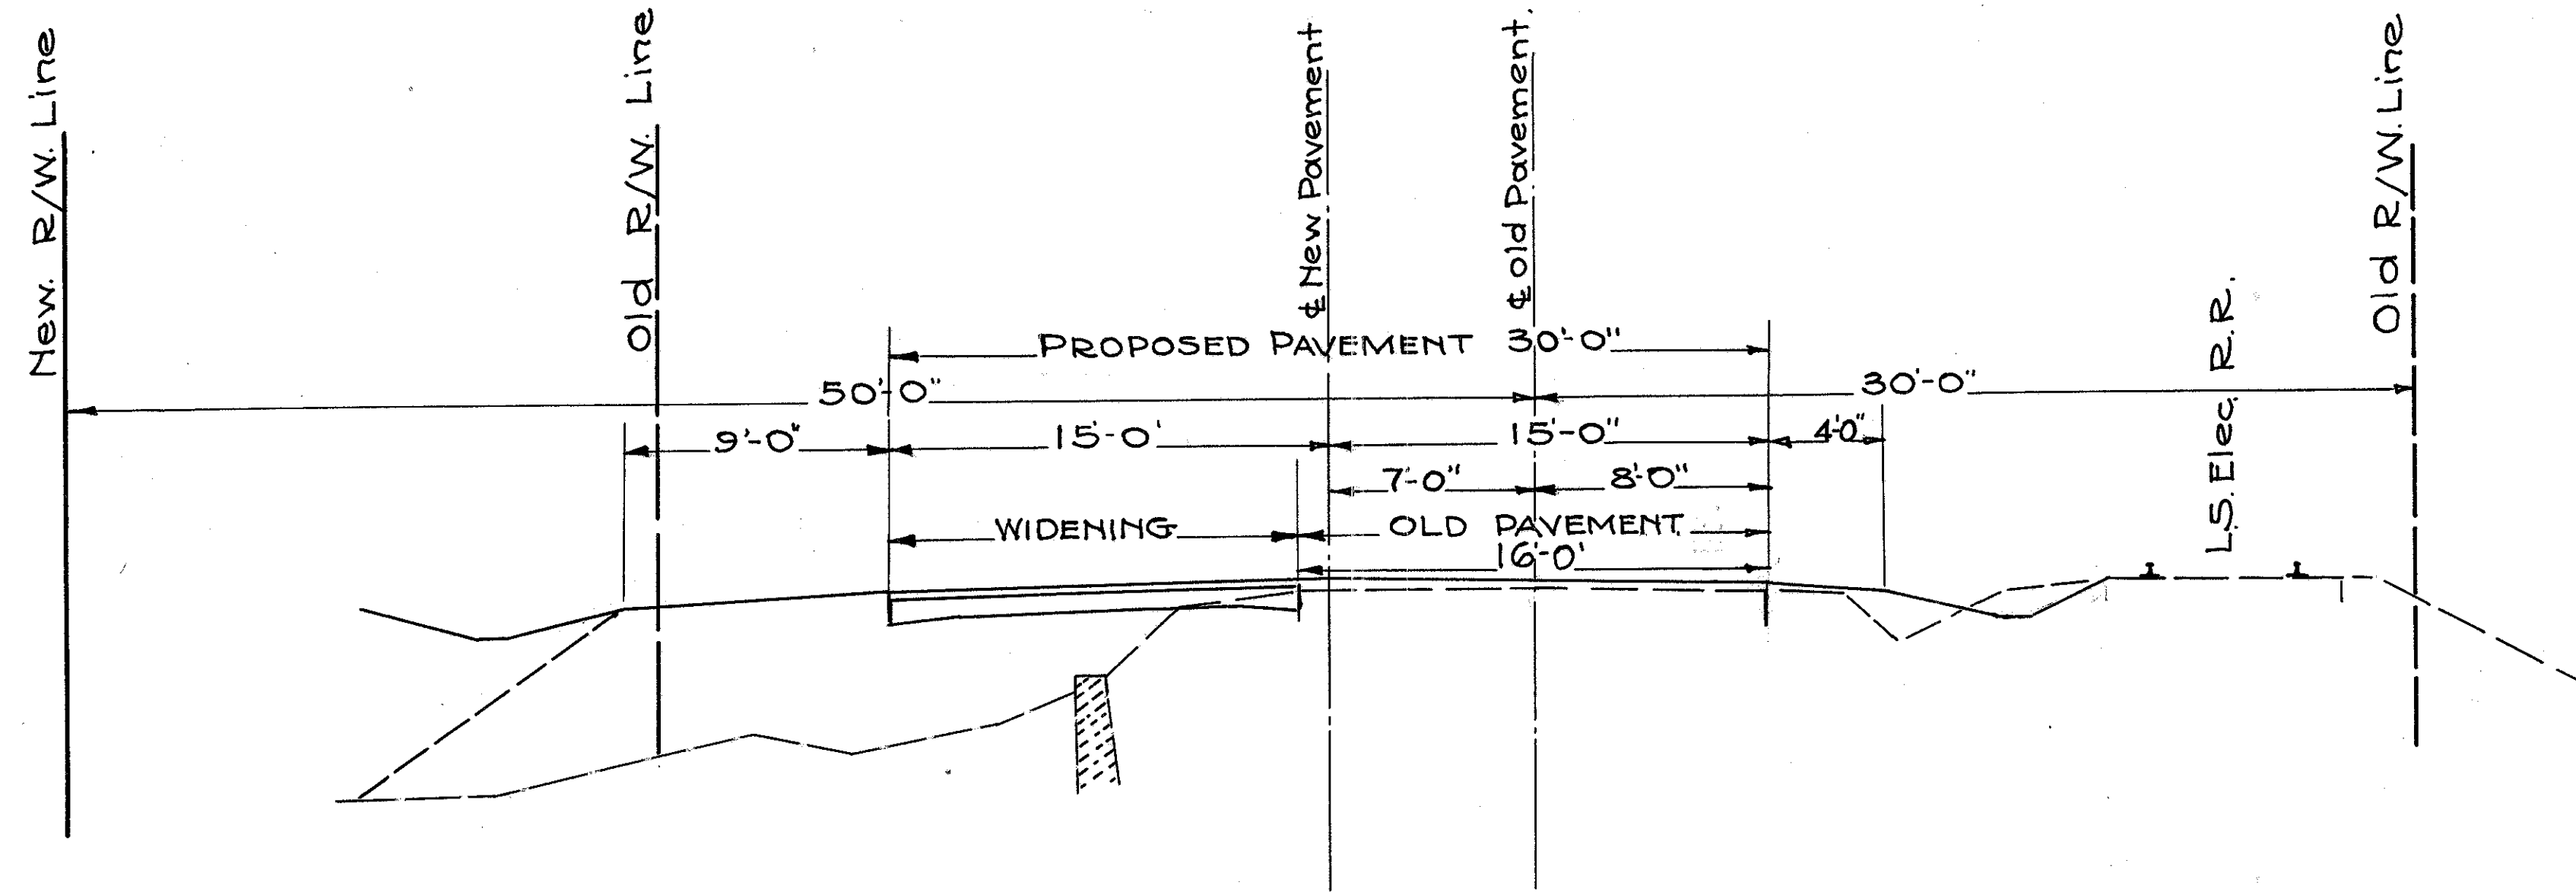 New. R/W. Line
Old R/W. Line
℄ New Pavement
℄ old Pavement.
Old R/W. Line
PROPOSED PAVEMENT 30'-0"
50'-0"
30'-0"
9'-0"
15'-0'
15'-0"
4'-0"
7'-0"
8'-0"
WIDENING
OLD PAVEMENT
16'-0'
L.S. Elec. R.R.